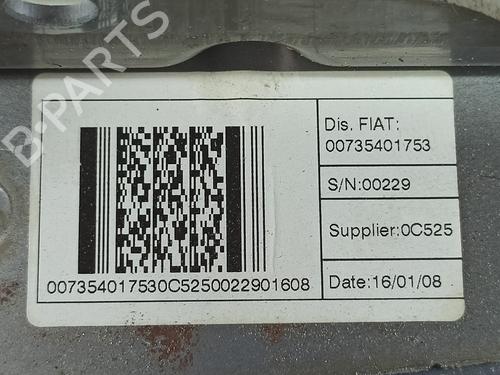 B-PARTS
Dis. FIAT:
00735401753
S/N:00229
Supplier:0C525
Date:16/01/08
007354017530C5250022901608